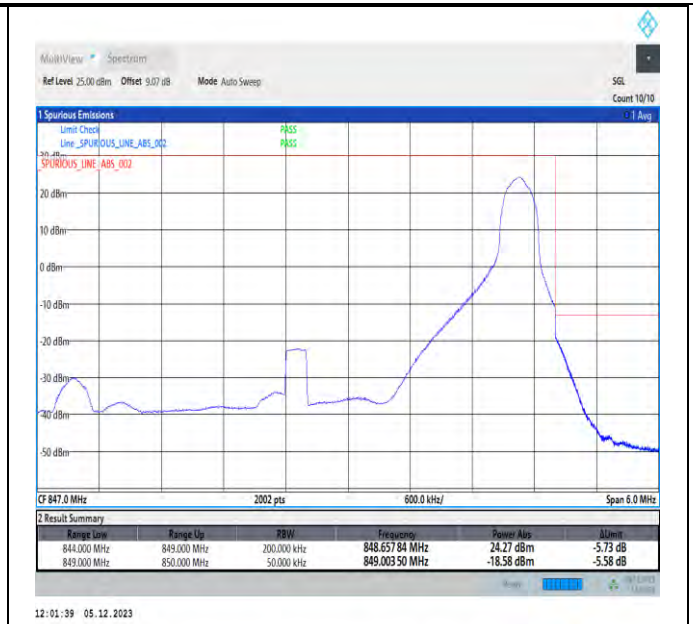 MultiView Spectrum
Ref Level 25.00 dBm Offset 9.07 dB Mode Auto Sweep SGL
Count 10/10
1 Spurious Emissions 1 Avg
Limit Check PASS
Line _SPURIOUS_LINE_ABS_002 PASS
30 dBm
_SPURIOUS_LINE_ABS_002
20 dBm
10 dBm
0 dBm
-10 dBm
-20 dBm
-30 dBm
-40 dBm
-50 dBm
CF 847.0 MHz 2002 pts 600.0 kHz/ Span 6.0 MHz
2 Result Summary
Range Low Range Up RBW Frequency Power Abs ΔLimit
844.000 MHz 849.000 MHz 200.000 kHz 848.657 84 MHz 24.27 dBm -5.73 dB
849.000 MHz 850.000 MHz 50.000 kHz 849.003 50 MHz -18.58 dBm -5.58 dB
12:01:39 05.12.2023